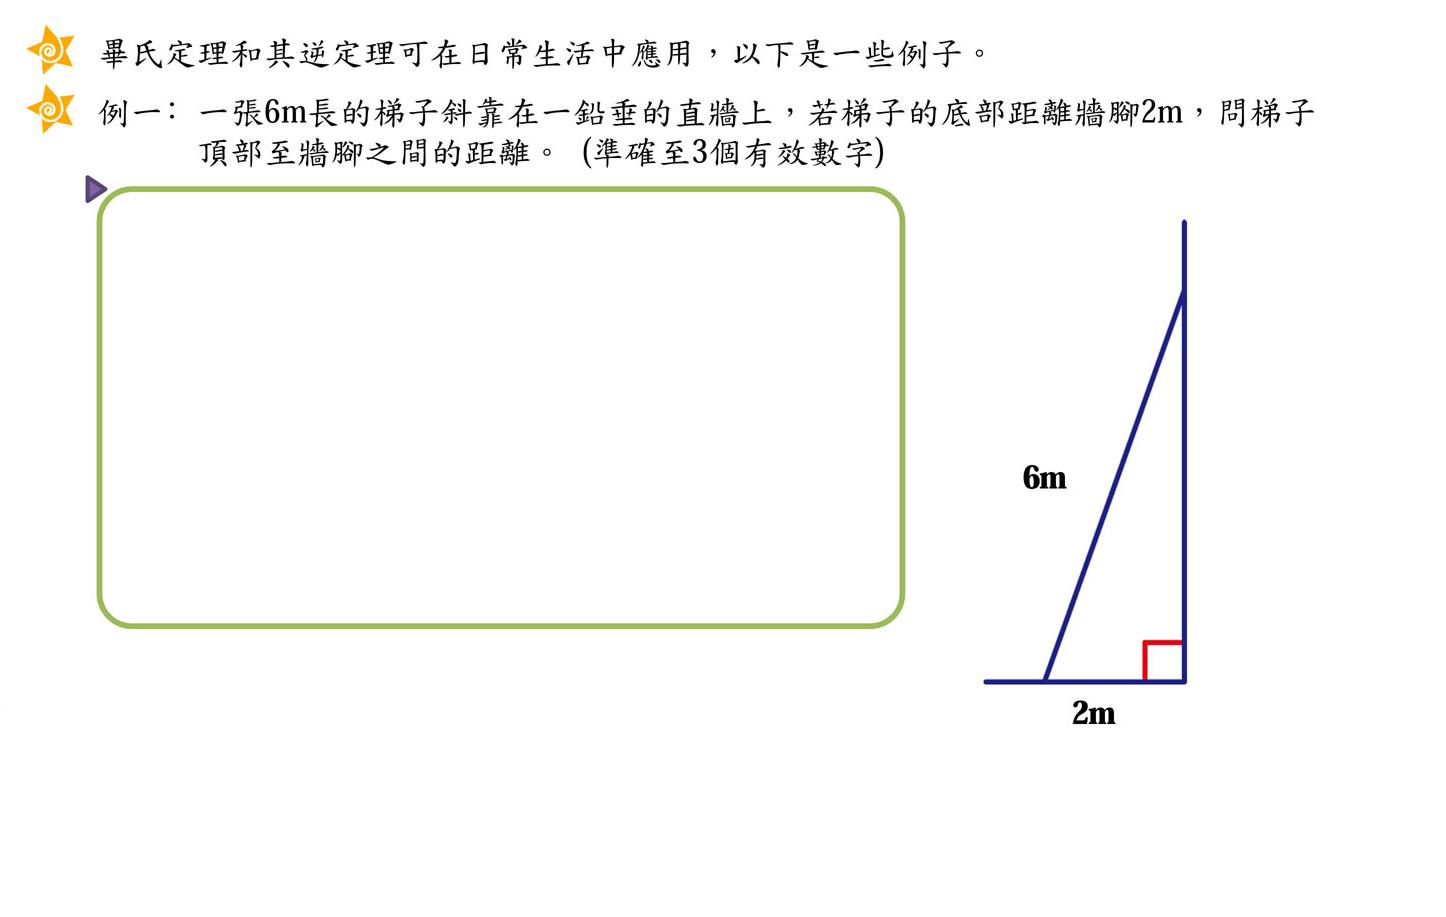 畢氏定理和其逆定理可在日常生活中應用，以下是一些例子。
例一：一張6m長的梯子斜靠在一鉛垂的直牆上，若梯子的底部距離牆腳2m，問梯子
頂部至牆腳之間的距離。 (準確至3個有效數字)
6m
2m